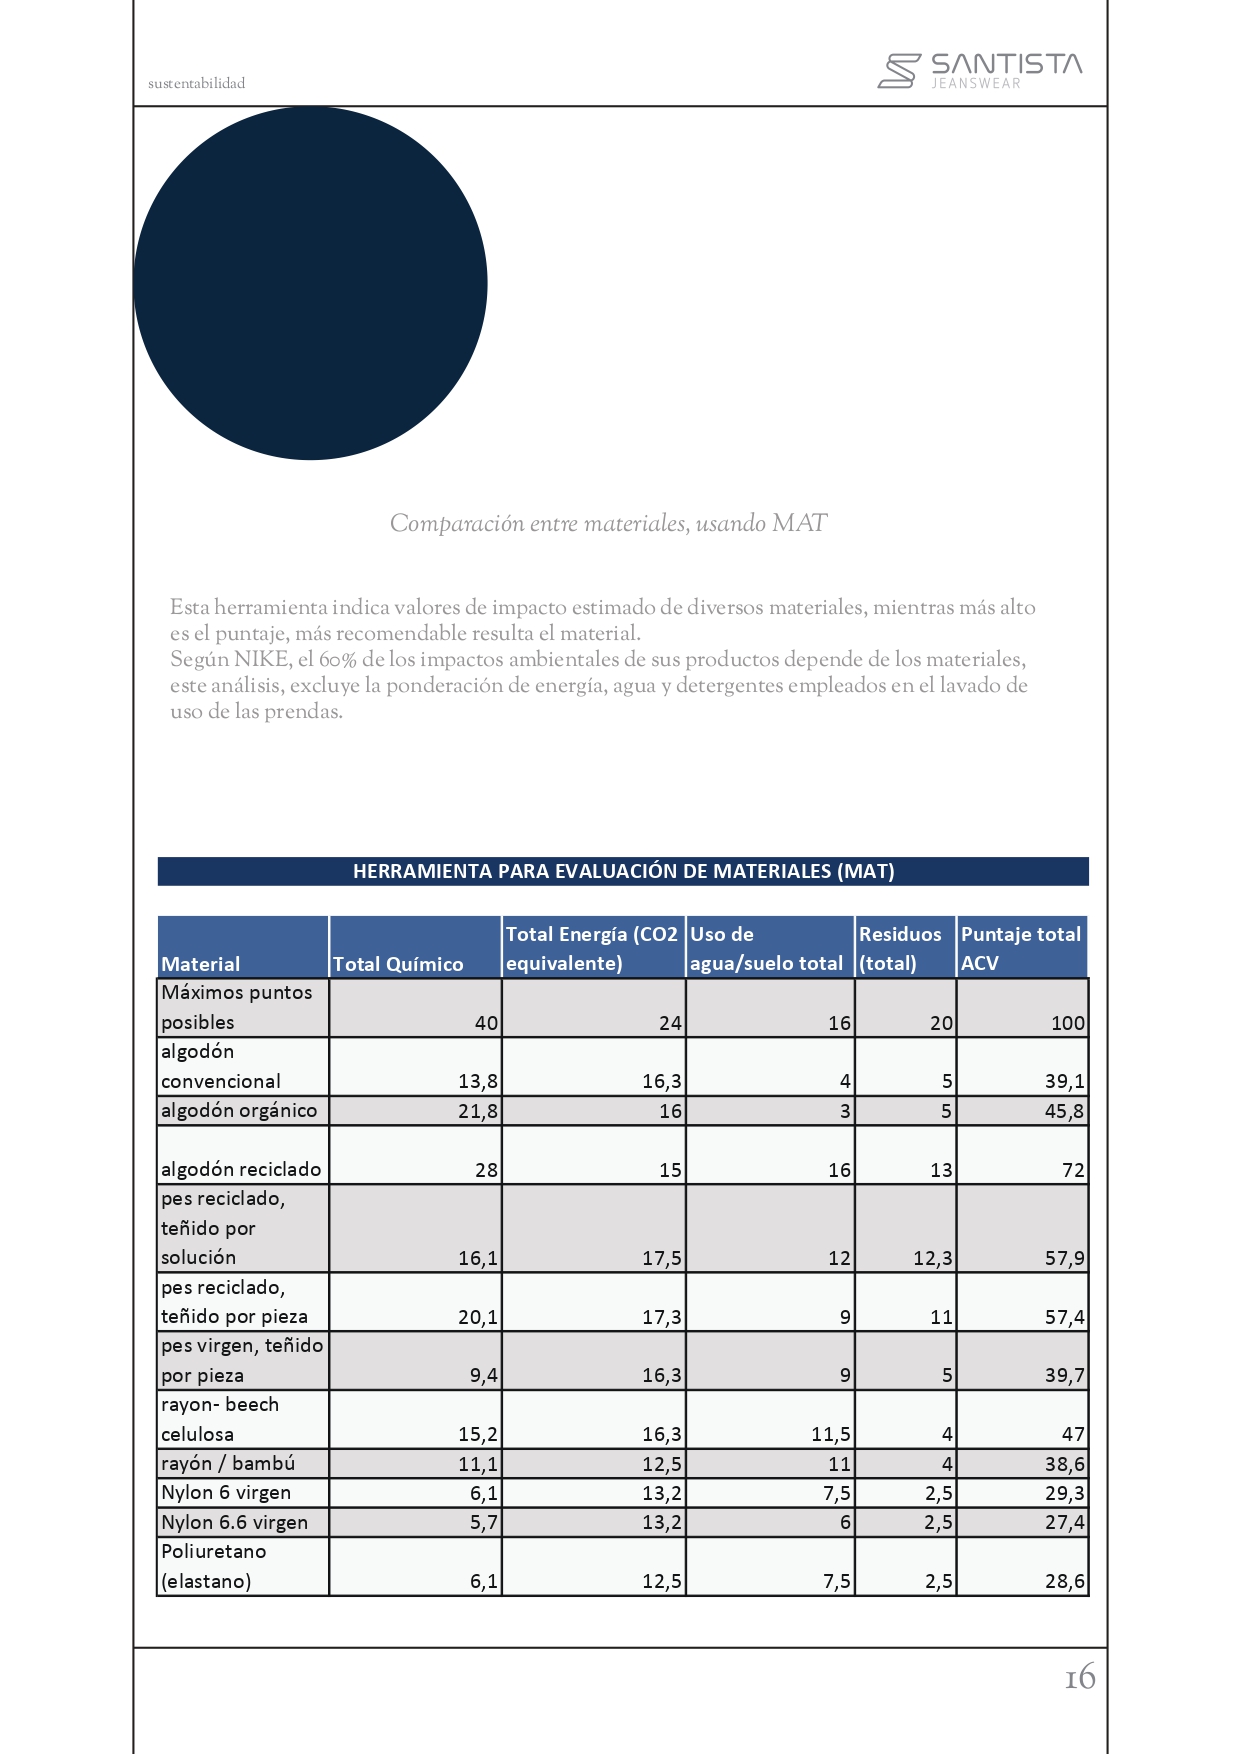 sustentabilidad
SANTISTA
JEANSWEAR
Comparación entre materiales, usando MAT
Esta herramienta indica valores de impacto estimado de diversos materiales, mientras más alto
es el puntaje, más recomendable resulta el material.
Según NIKE, el 60% de los impactos ambientales de sus productos depende de los materiales,
este análisis, excluye la ponderación de energía, agua y detergentes empleados en el lavado de
uso de las prendas.
HERRAMIENTA PARA EVALUACIÓN DE MATERIALES (MAT)
Material Total Químico Total Energía (CO2 equivalente) Uso de agua/suelo total Residuos (total) Puntaje total ACV
Máximos puntos
posibles 40 24 16 20 100
algodón
convencional 13,8 16,3 4 5 39,1
algodón orgánico 21,8 16 3 5 45,8
algodón reciclado 28 15 16 13 72
pes reciclado,
teñido por
solución 16,1 17,5 12 12,3 57,9
pes reciclado,
teñido por pieza 20,1 17,3 9 11 57,4
pes virgen, teñido
por pieza 9,4 16,3 9 5 39,7
rayon- beech
celulosa 15,2 16,3 11,5 4 47
rayón / bambú 11,1 12,5 11 4 38,6
Nylon 6 virgen 6,1 13,2 7,5 2,5 29,3
Nylon 6.6 virgen 5,7 13,2 6 2,5 27,4
Poliuretano
(elastano) 6,1 12,5 7,5 2,5 28,6
16